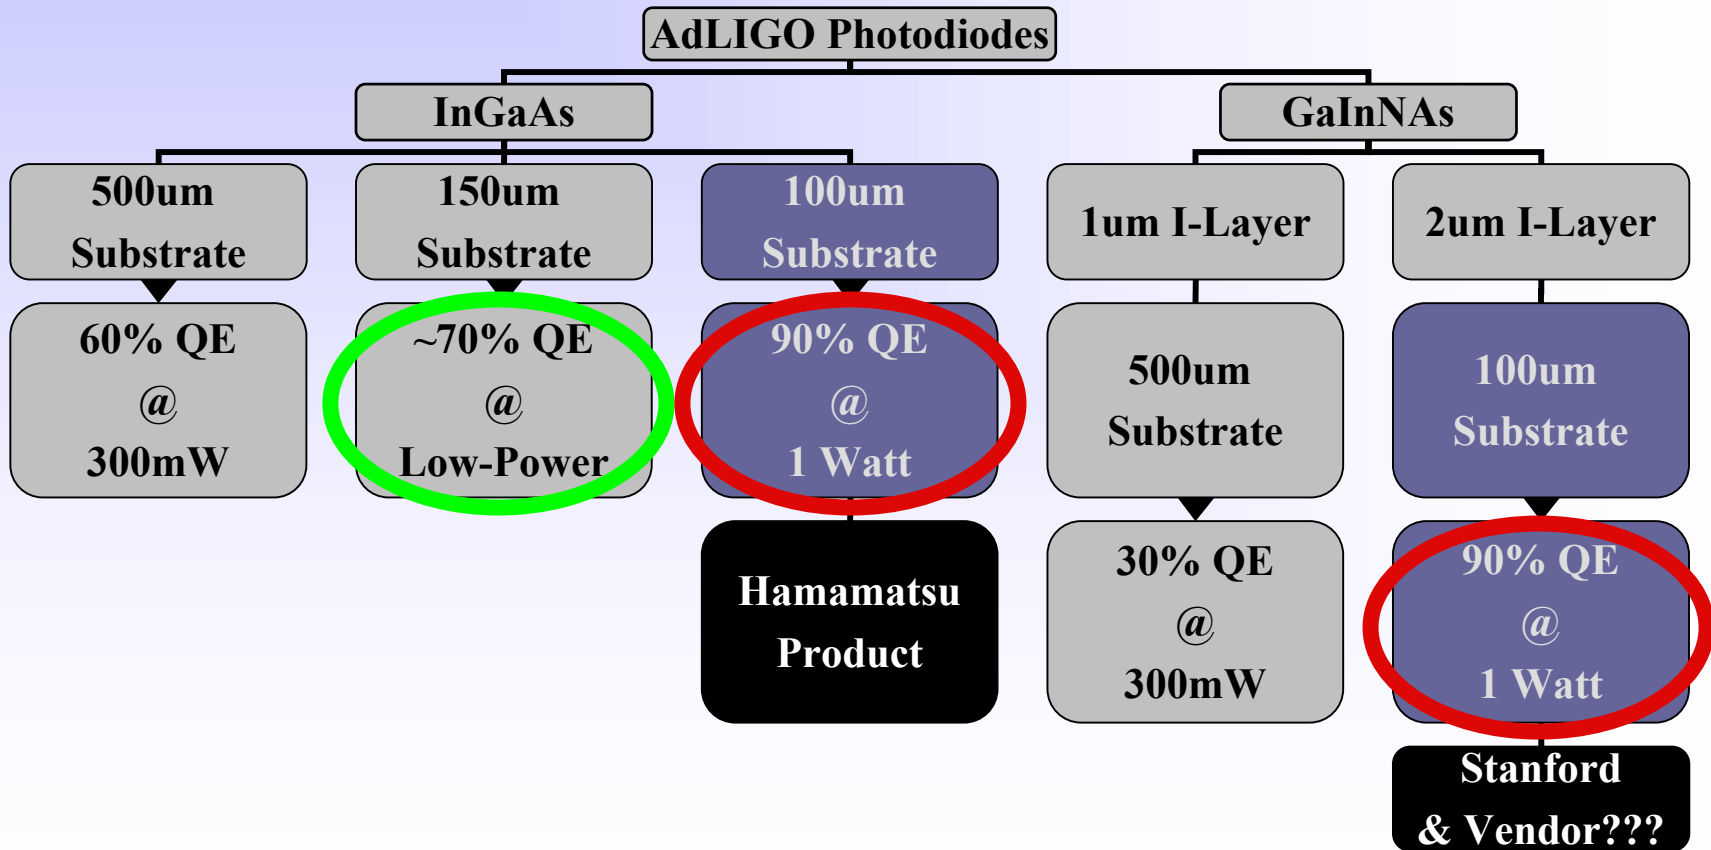 AdLIGO Photodiodes
InGaAs
GaInNAs
500um
Substrate
150um
Substrate
100um
Substrate
1um I-Layer
2um I-Layer
60% QE
@
300mW
~70% QE
@
Low-Power
90% QE
@
1 Watt
500um
Substrate
100um
Substrate
Hamamatsu
Product
30% QE
@
300mW
90% QE
@
1 Watt
Stanford
& Vendor???